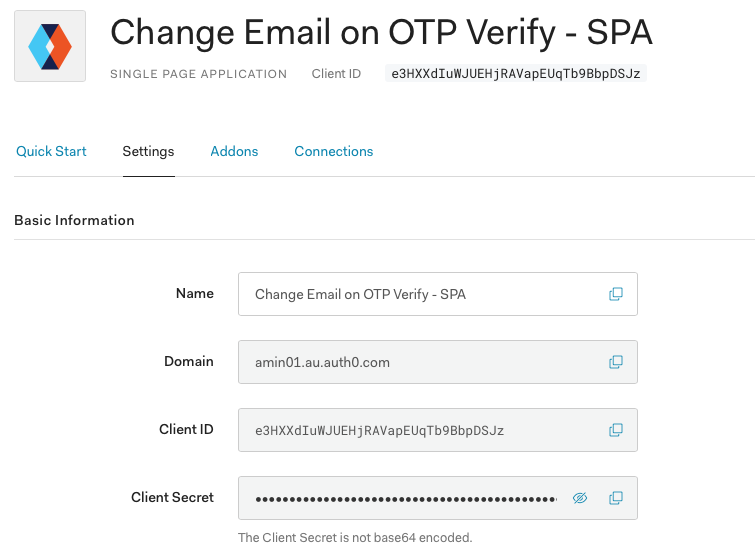 Change Email on OTP Verify - SPA
SINGLE PAGE APPLICATION Client ID e3HXXdIuWJUEHjRAVapEUqTb9BbpDSJz
Quick Start Settings Addons Connections
Basic Information
Name Change Email on OTP Verify - SPA
Domain amin01.au.auth0.com
Client ID e3HXXdIuWJUEHjRAVapEUqTb9BbpDSJz
Client Secret
The Client Secret is not base64 encoded.